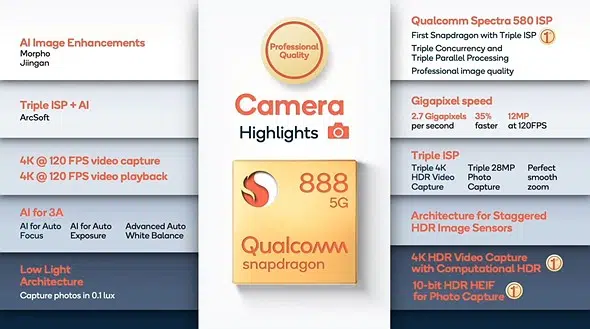 AI Image Enhancements
Morpho
Jiingan
Triple ISP + AI
ArcSoft
4K @ 120 FPS video capture
4K @ 120 FPS video playback
AI for 3A
AI for Auto Focus
AI for Auto Exposure
Advanced Auto White Balance
Low Light
Architecture
Capture photos in 0.1 lux
Professional
Quality
Camera
Highlights
888
5G
Qualcomm
snapdragon
Qualcomm Spectra 580 ISP
First Snapdragon with Triple ISP
1
Triple Concurrency and
Triple Parallel Processing
Professional image quality
Gigapixel speed
2.7 Gigapixels per second
35% faster
12MP at 120FPS
Triple ISP
Triple 4K HDR Video Capture
Triple 28MP Photo Capture
Perfect smooth zoom
Architecture for Staggered
HDR Image Sensors
4K HDR Video Capture
with Computational HDR
1
10-bit HDR HEIF
for Photo Capture
1